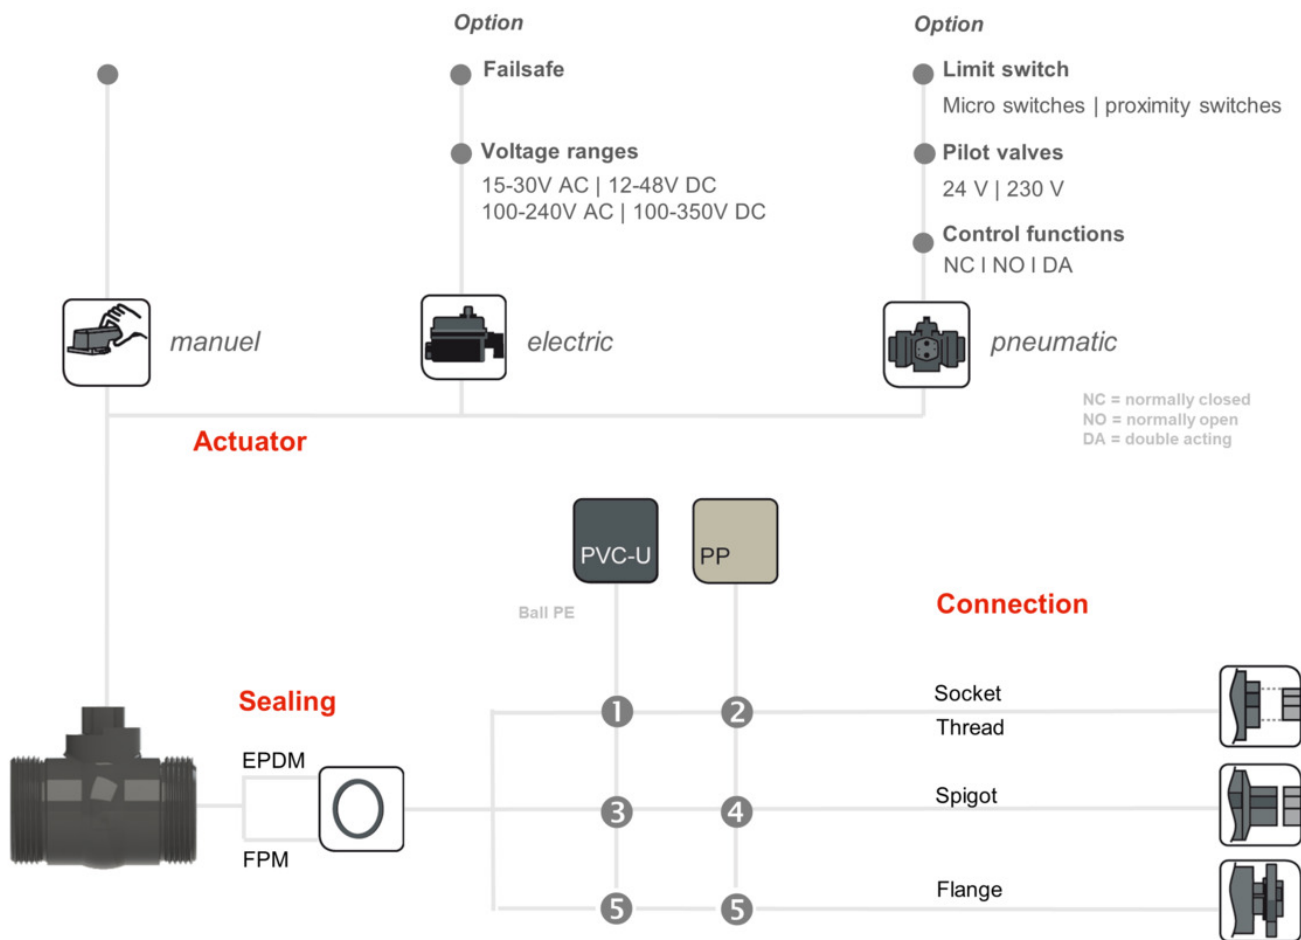 Option
Option
Failsafe
Limit switch
Micro switches | proximity switches
Voltage ranges
Pilot valves
15-30V AC | 12-48V DC
24 V | 230 V
100-240V AC | 100-350V DC
Control functions
NC I NO I DA
manuel
electric
pneumatic
NC = normally closed
NO = normally open
DA = double acting
Actuator
PVC-U
PP
Ball PE
Connection
Sealing
Socket
1
2
Thread
EPDM
Spigot
3
4
FPM
Flange
5
5